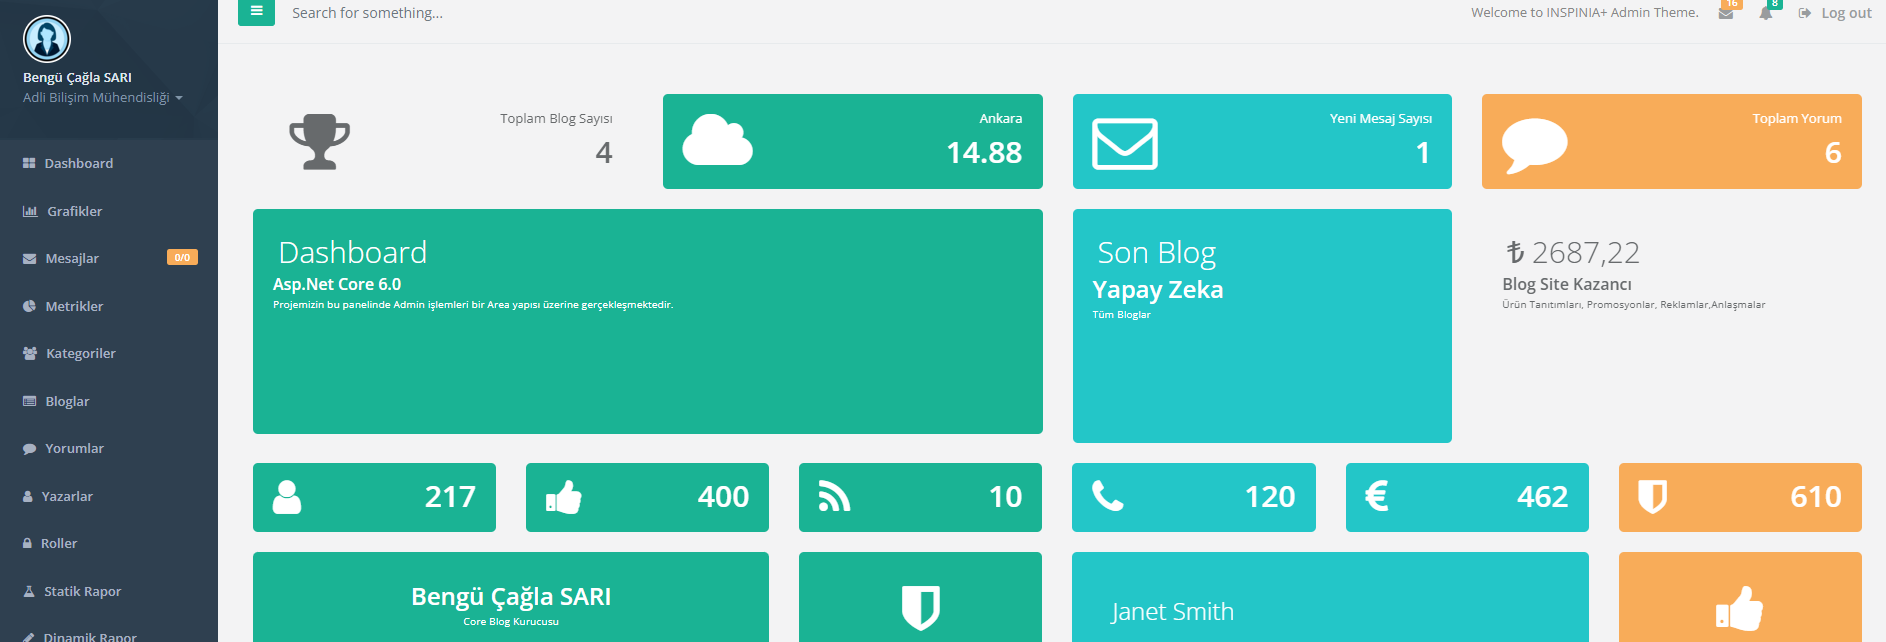 Bengü Çağla SARI
Adli Bilişim Mühendisliği
Dashboard
Grafikler
Mesajlar 0/0
Metrikler
Kategoriler
Bloglar
Yorumlar
Yazarlar
Roller
Statik Rapor
Dinamik Rapor
Search for something...
Welcome to INSPINIA+ Admin Theme.
16
8
Log out
Toplam Blog Sayısı
4
Ankara
14.88
Yeni Mesaj Sayısı
1
Toplam Yorum
6
Dashboard
Asp.Net Core 6.0
Projemizin bu panelinde Admin işlemleri bir Area yapısı üzerine gerçekleşmektedir.
Son Blog
Yapay Zeka
Tüm Bloglar
₺ 2687,22
Blog Site Kazancı
Ürün Tanıtımları, Promosyonlar, Reklamlar,Anlaşmalar
217
400
10
120
€ 462
610
Bengü Çağla SARI
Core Blog Kurucusu
Janet Smith